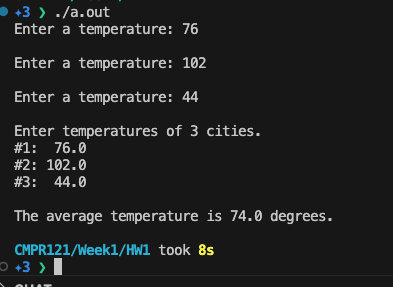 +3 ❯ ./a.out
Enter a temperature: 76
Enter a temperature: 102
Enter a temperature: 44
Enter temperatures of 3 cities.
#1:  76.0
#2: 102.0
#3:  44.0
The average temperature is 74.0 degrees.
CMPR121/Week1/HW1 took 8s
+3 ❯